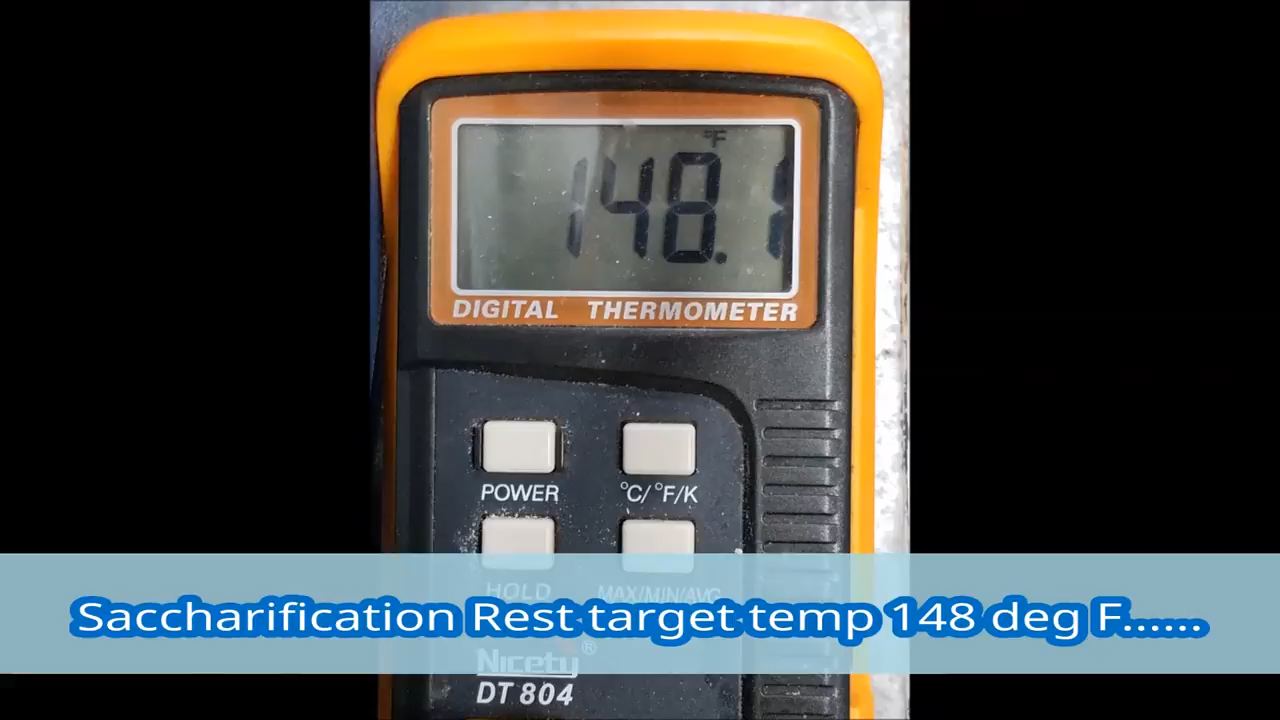 °F
148.1
DIGITAL THERMOMETER
POWER °C/°F/K
HOLD MAX/MIN/AVG
Saccharification Rest target temp 148 deg F......
Nicety®
DT 804